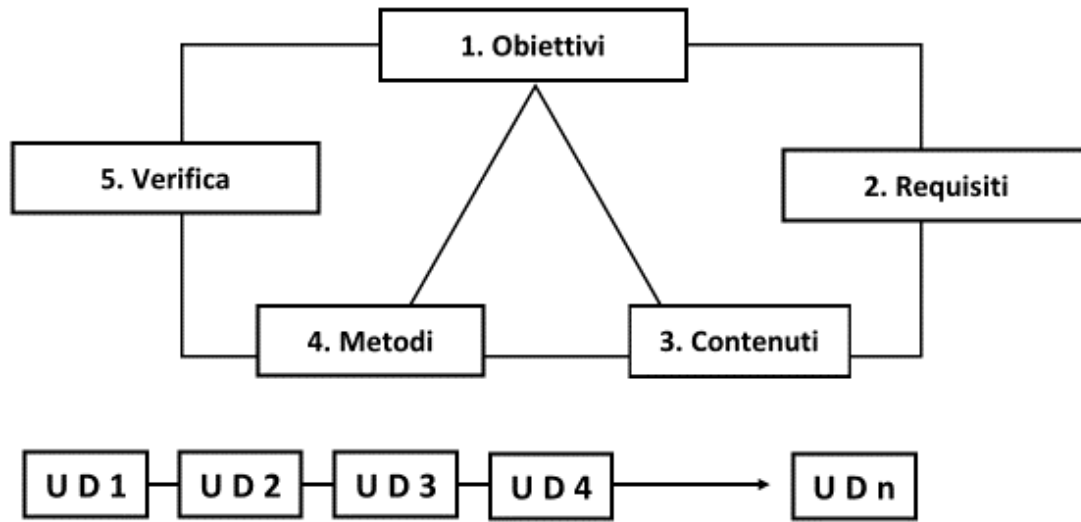 1. Obiettivi
5. Verifica
2. Requisiti
4. Metodi
3. Contenuti
U D 1
U D 2
U D 3
U D 4
U D n